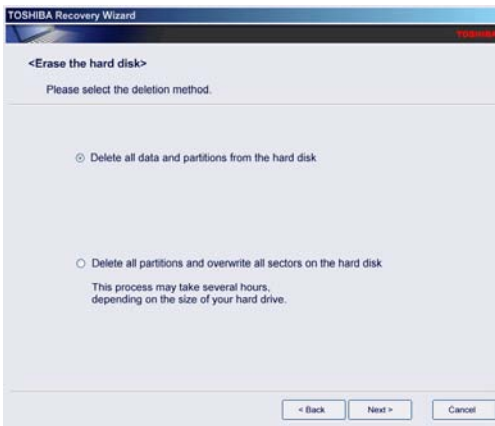 TOSHIBA Recovery Wizard
TOSHIBA
<Erase the hard disk>
Please select the deletion method.
Delete all data and partitions from the hard disk
Delete all partitions and overwrite all sectors on the hard disk
This process may take several hours,
depending on the size of your hard drive.
< Back Next > Cancel